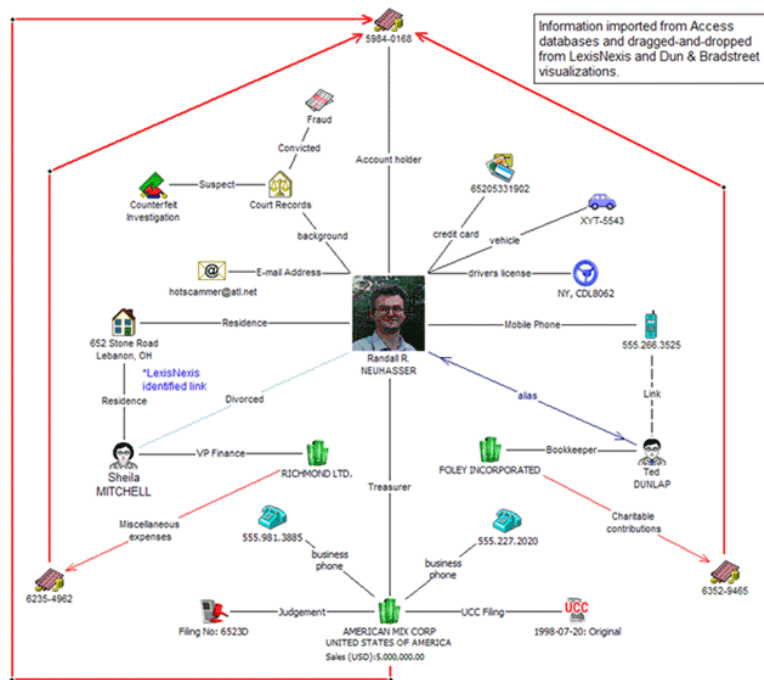 5984-0168
Information imported from Access
databases and dragged-and-dropped
from LexisNexis and Dun & Bradstreet
visualizations.
Fraud
Convicted
Account holder
65205331902
Suspect
Counterfeit
Investigation
Court Records
XYT-5543
background
credit card
vehicle
E-mail Address
hotscammer@atl.net
drivers license
NY, CDL8062
Residence
652 Stone Road
Lebanon, OH
Mobile Phone
555.266.3525
Randall R.
NEUHASSER
*LexisNexis
identified link
Residence
Divorced
alias
Link
Sheila
MITCHELL
VP Finance
RICHMOND LTD.
FOLEY INCORPORATED
Bookkeeper
Ted
DUNLAP
Treasurer
Miscellaneous
expenses
Charitable
contributions
555.981.3885
business
phone
555.227.2020
business
phone
6235-4962
6352-9465
Judgement
Filing No: 6523D
UCC Filing
UCC
1998-07-20: Original
AMERICAN MIX CORP
UNITED STATES OF AMERICA
Sales (USD):5,000,000.00